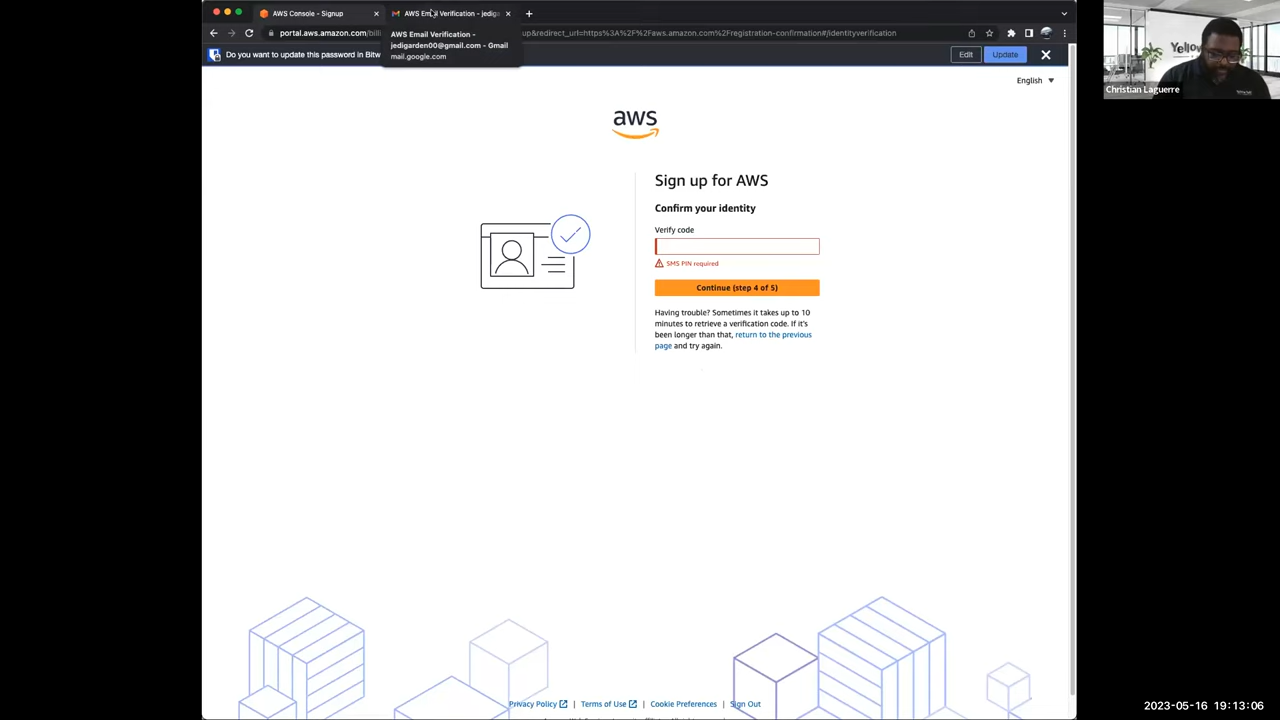 AWS Console - Signup
AWS Email Verification - jedig
portal.aws.amazon.com/billi
up&redirect_url=https%3A%2F%2Faws.amazon.com%2Fregistration-confirmation#/identityverification
AWS Email Verification -
jedigarden00@gmail.com - Gmail
mail.google.com
Do you want to update this password in Bitw
Edit
Update
English
aws
Sign up for AWS
Confirm your identity
Verify code
SMS PIN required
Continue (step 4 of 5)
Having trouble? Sometimes it takes up to 10
minutes to retrieve a verification code. If it's
been longer than that, return to the previous
page and try again.
Privacy Policy | Terms of Use | Cookie Preferences | Sign Out
Yellow
Christian Laguerre
2023-05-16 19:13:06